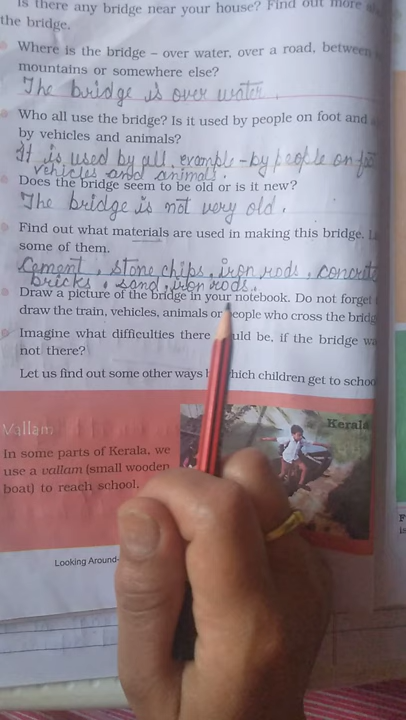 Is there any bridge near your house? Find out more
the bridge.
Where is the bridge – over water, over a road, between
mountains or somewhere else?
The bridge is over water.
Who all use the bridge? Is it used by people on foot and
by vehicles and animals?
It is used by all. example - by people on foot
vehicles and animals.
Does the bridge seem to be old or is it new?
The bridge is not very old.
Find out what materials are used in making this bridge.
some of them.
Cement, stone chips, iron rods, concrete
bricks, sand, iron rods.
Draw a picture of the bridge in your notebook. Do not forget
draw the train, vehicles, animals or people who cross the bridg
Imagine what difficulties there uld be, if the bridge
not there?
Let us find out some other ways hich children get to schoo
Vallam
Kerala
In some parts of Kerala, we
use a vallam (small wooden
boat) to reach school.
Looking Around-